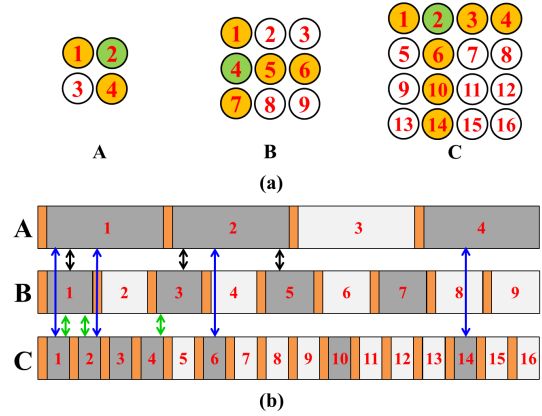 1 2
3 4
A
1 2 3
4 5 6
7 8 9
B
1 2 3 4
5 6 7 8
9 10 11 12
13 14 15 16
C
(a)
A 1 2 3 4
B 1 2 3 4 5 6 7 8 9
C 1 2 3 4 5 6 7 8 9 10 11 12 13 14 15 16
(b)